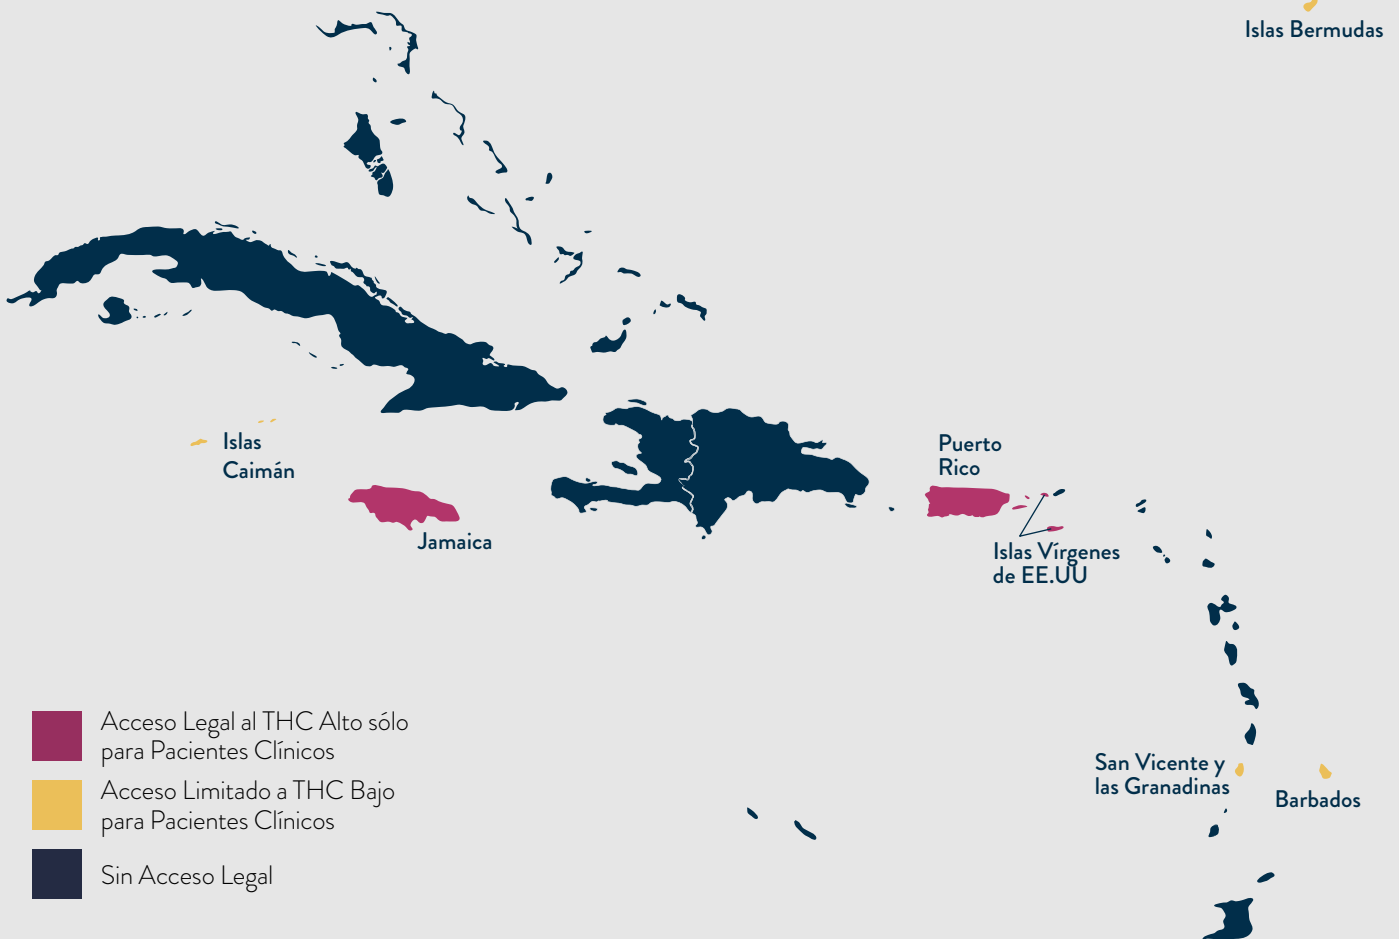 Islas Bermudas
Islas
Caimán
Jamaica
Puerto
Rico
Islas Vírgenes
de EE.UU
San Vicente y
las Granadinas
Barbados
Acceso Legal al THC Alto sólo
para Pacientes Clínicos
Acceso Limitado a THC Bajo
para Pacientes Clínicos
Sin Acceso Legal